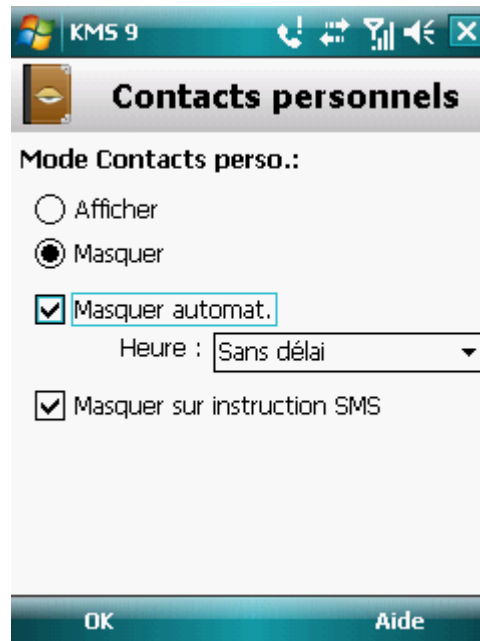 KMS 9
Contacts personnels
Mode Contacts perso.:
Afficher
Masquer
Masquer automat.
Heure : Sans délai
Masquer sur instruction SMS
OK Aide